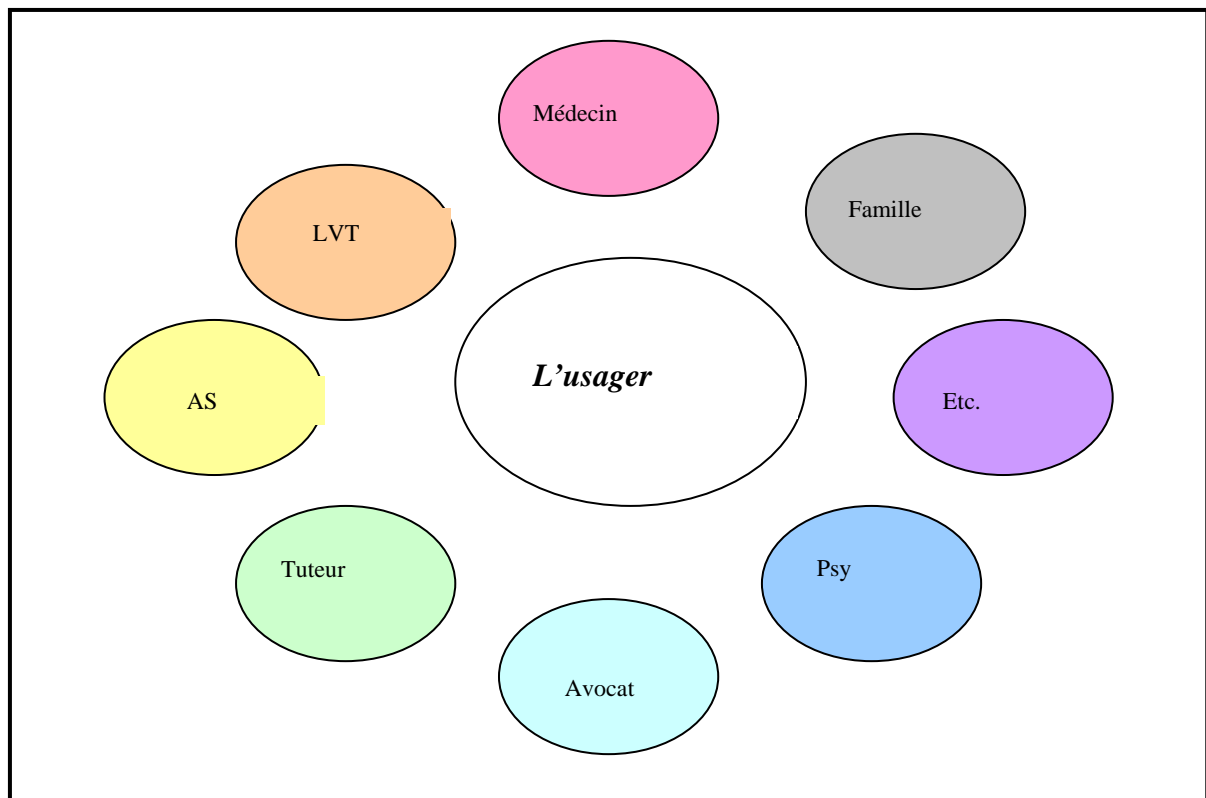 Médecin
Famille
LVT
L'usager
AS
Etc.
Tuteur
Psy
Avocat